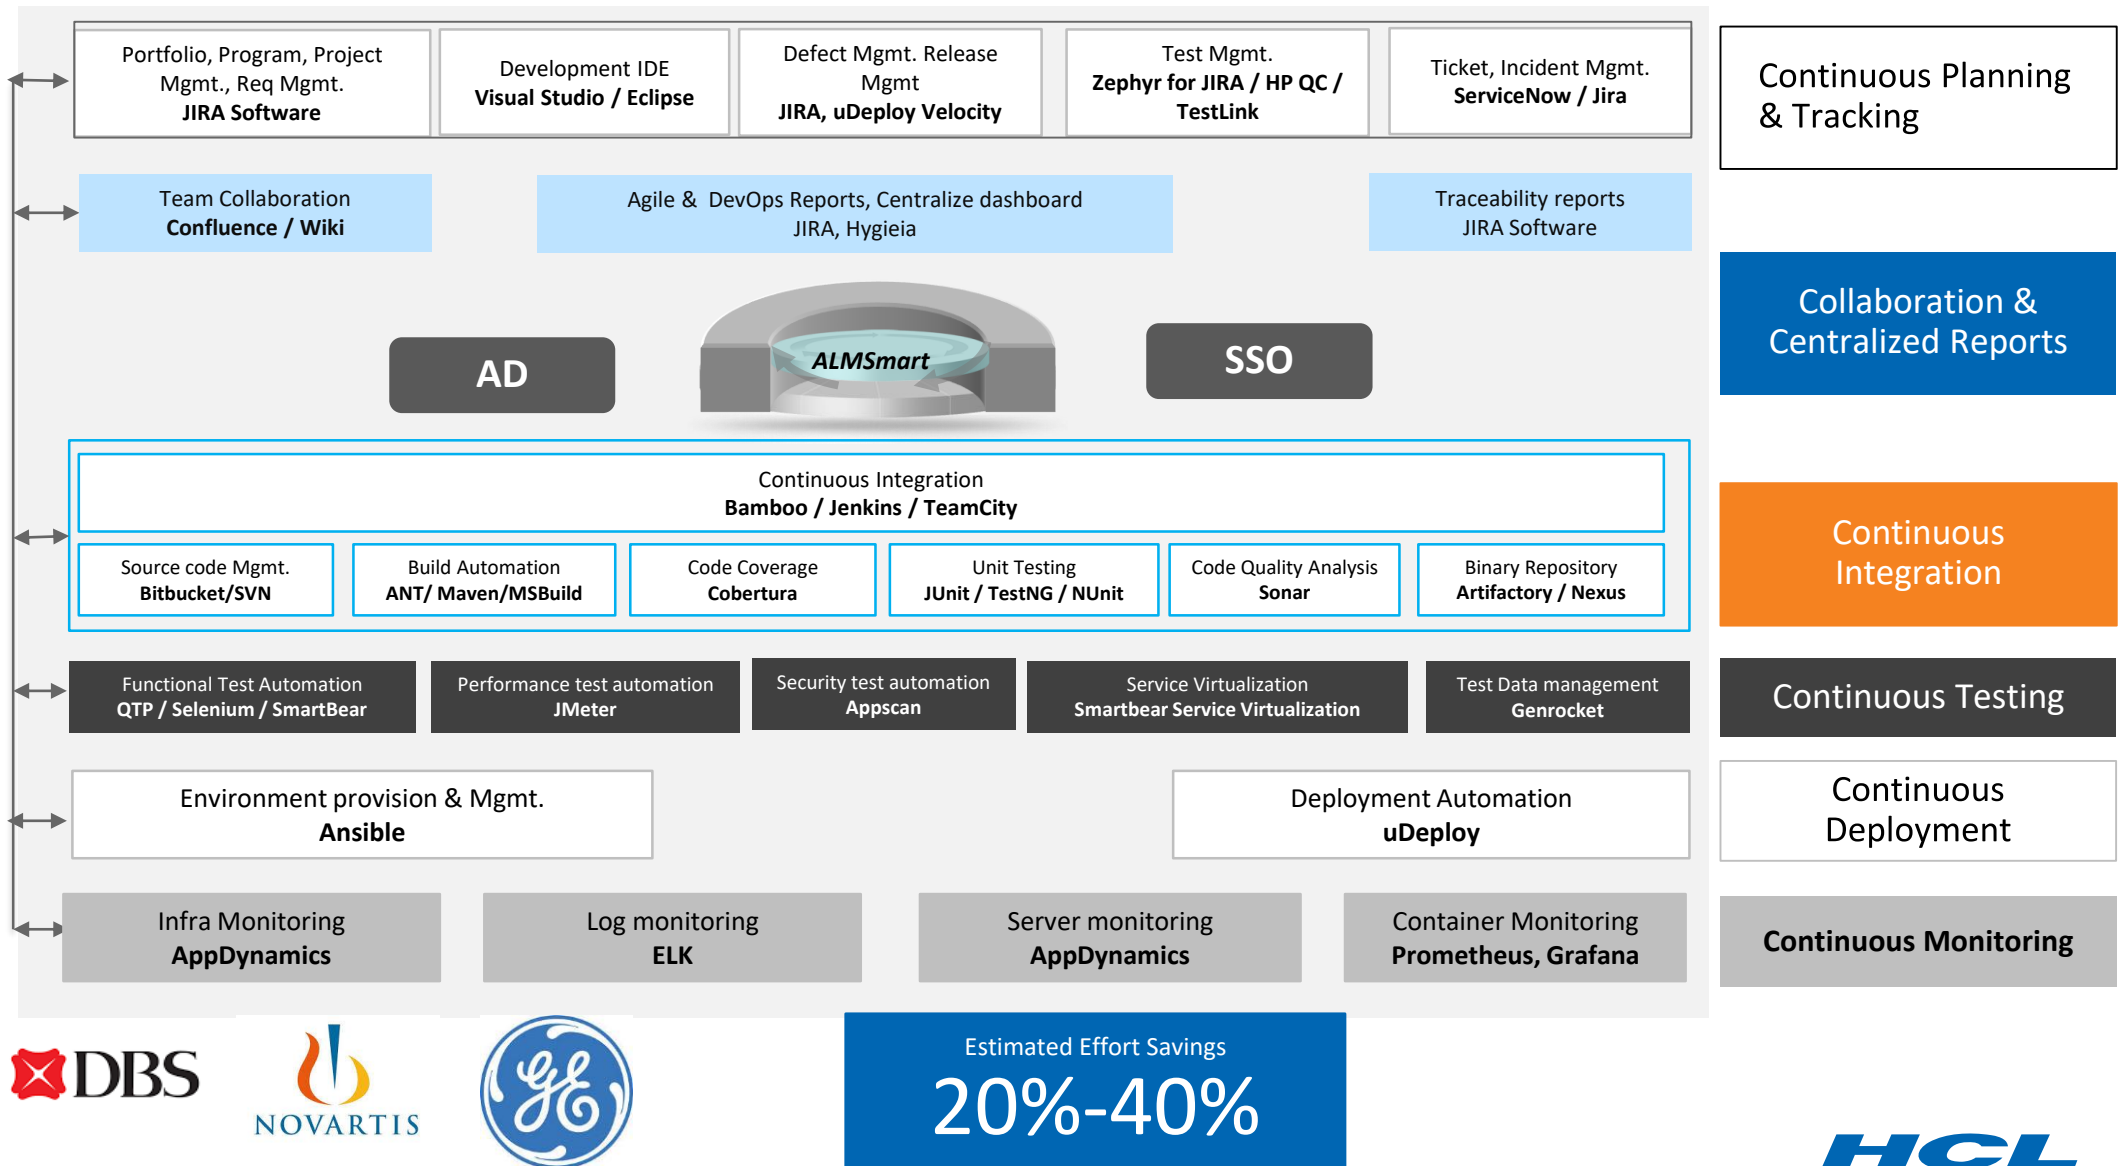 Portfolio, Program, Project
Mgmt., Req Mgmt.
JIRA Software
Development IDE
Visual Studio / Eclipse
Defect Mgmt. Release
Mgmt
JIRA, uDeploy Velocity
Test Mgmt.
Zephyr for JIRA / HP QC /
TestLink
Ticket, Incident Mgmt.
ServiceNow / Jira
Continuous Planning
& Tracking
Team Collaboration
Confluence / Wiki
Agile & DevOps Reports, Centralize dashboard
JIRA, Hygieia
Traceability reports
JIRA Software
Collaboration &
Centralized Reports
AD
ALMSmart
SSO
Continuous Integration
Bamboo / Jenkins / TeamCity
Source code Mgmt.
Bitbucket/SVN
Build Automation
ANT/ Maven/MSBuild
Code Coverage
Cobertura
Unit Testing
JUnit / TestNG / NUnit
Code Quality Analysis
Sonar
Binary Repository
Artifactory / Nexus
Continuous
Integration
Functional Test Automation
QTP / Selenium / SmartBear
Performance test automation
JMeter
Security test automation
Appscan
Service Virtualization
Smartbear Service Virtualization
Test Data management
Genrocket
Continuous Testing
Environment provision & Mgmt.
Ansible
Deployment Automation
uDeploy
Continuous
Deployment
Infra Monitoring
AppDynamics
Log monitoring
ELK
Server monitoring
AppDynamics
Container Monitoring
Prometheus, Grafana
Continuous Monitoring
DBS
NOVARTIS
GE
Estimated Effort Savings
20%-40%
HCL